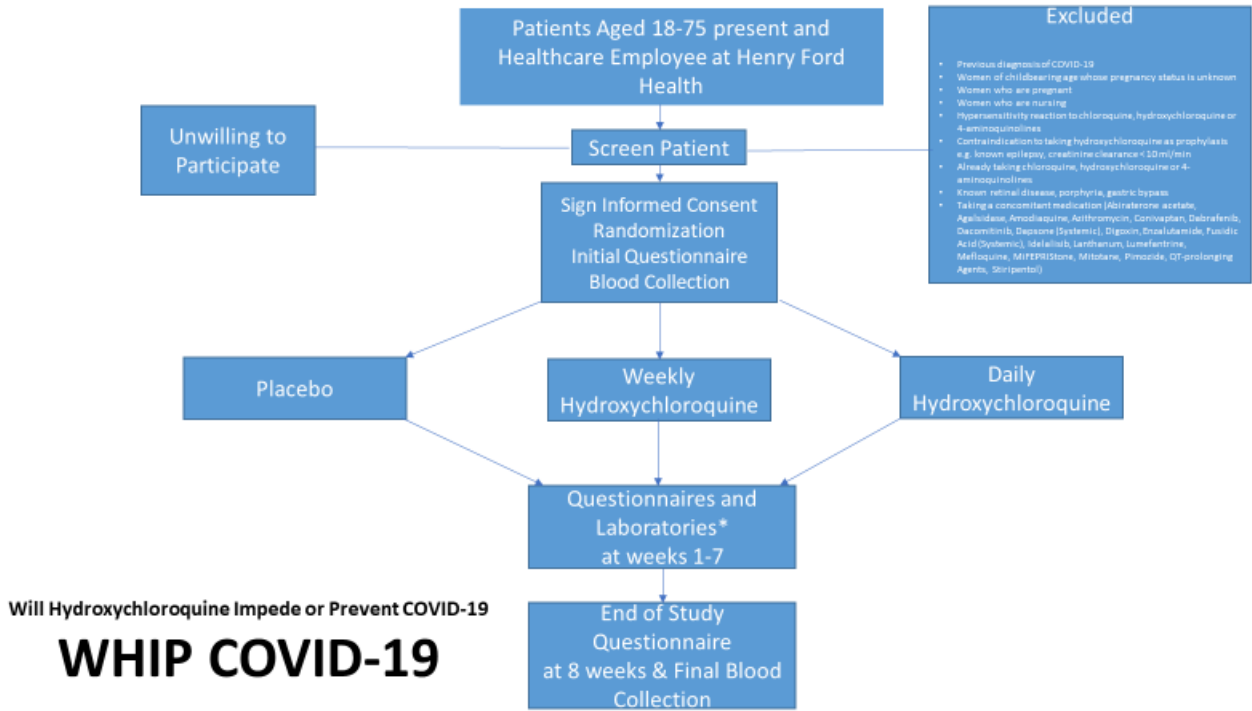 Patients Aged 18-75 present and
Healthcare Employee at Henry Ford
Health
Excluded
• Previous diagnosis of COVID-19
• Women of childbearing age whose pregnancy status is unknown
• Women who are pregnant
• Women who are nursing
• Hypersensitivity reaction to chloroquine, hydroxychloroquine or
4-aminoquinolines
• Contraindication to taking hydroxychloroquine as prophylaxis
e.g. known epilepsy, creatinine clearance < 10 ml/min
• Already taking chloroquine, hydroxychloroquine or 4-
aminoquinolines
• Known retinal disease, porphyria, gastric bypass
• Taking a concomitant medication (Abiraterone acetate,
Agalsidase, Amodiaquine, Azithromycin, Conivaptan, Dabrafenib,
Dacomitinib, Dapsone (Systemic), Digoxin, Enzalutamide, Fusidic
Acid (Systemic), Idelalisib, Lanthanum, Lumefantrine,
Mefloquine, MiFEPRIStone, Mitotane, Pimozide, QT-prolonging
Agents, Stiripentol)
Unwilling to
Participate
Screen Patient
Sign Informed Consent
Randomization
Initial Questionnaire
Blood Collection
Placebo
Weekly
Hydroxychloroquine
Daily
Hydroxychloroquine
Questionnaires and
Laboratories*
at weeks 1-7
Will Hydroxychloroquine Impede or Prevent COVID-19
WHIP COVID-19
End of Study
Questionnaire
at 8 weeks & Final Blood
Collection